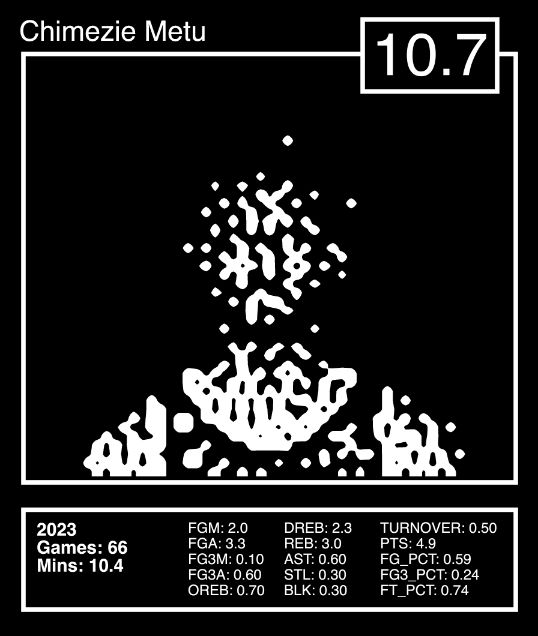 Chimezie Metu
10.7
2023
Games: 66
Mins: 10.4
FGM: 2.0
FGA: 3.3
FG3M: 0.10
FG3A: 0.60
OREB: 0.70
DREB: 2.3
REB: 3.0
AST: 0.60
STL: 0.30
BLK: 0.30
TURNOVER: 0.50
PTS: 4.9
FG_PCT: 0.59
FG3_PCT: 0.24
FT_PCT: 0.74